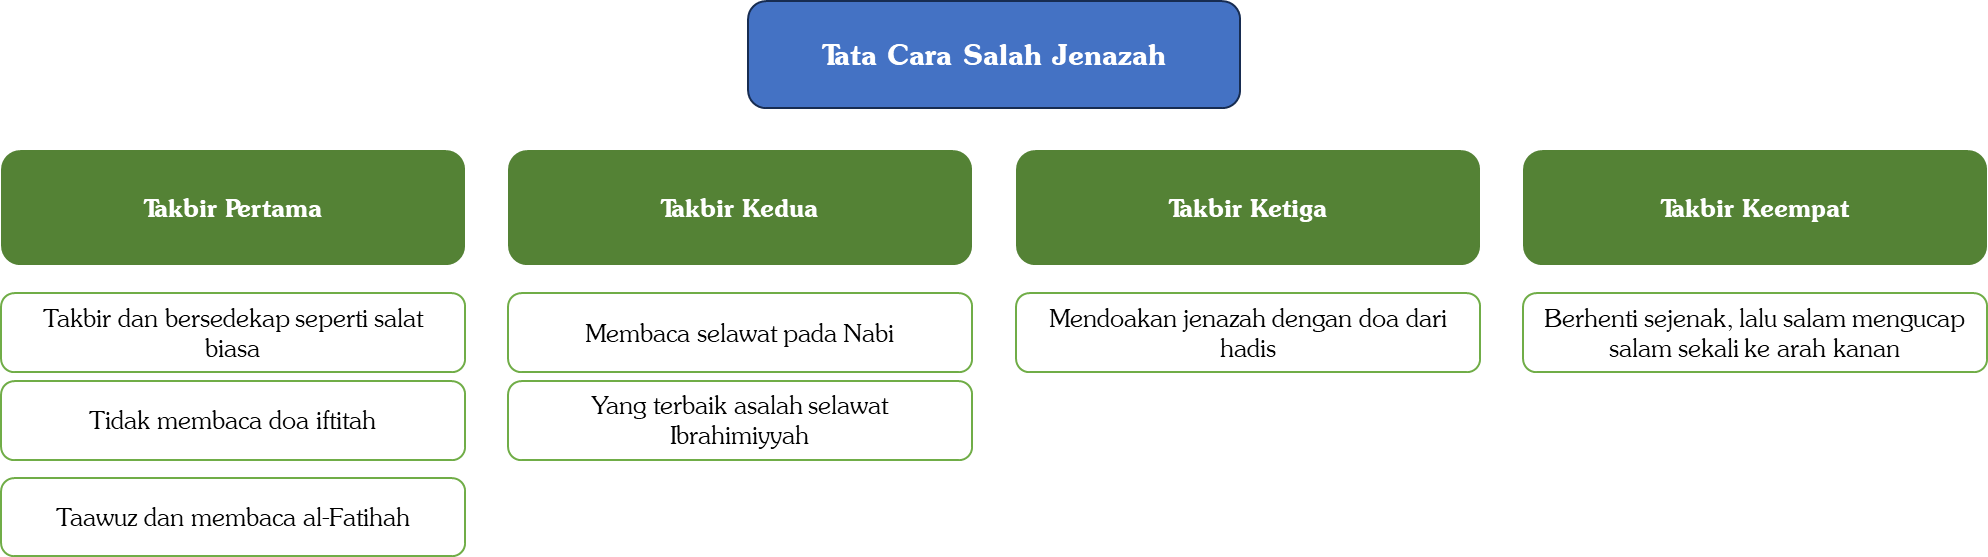 Tata Cara Salah Jenazah
Takbir Pertama
Takbir dan bersedekap seperti salat
biasa
Tidak membaca doa iftitah
Taawuz dan membaca al-Fatihah
Takbir Kedua
Membaca selawat pada Nabi
Yang terbaik asalah selawat
Ibrahimiyyah
Takbir Ketiga
Mendoakan jenazah dengan doa dari
hadis
Takbir Keempat
Berhenti sejenak, lalu salam mengucap
salam sekali ke arah kanan